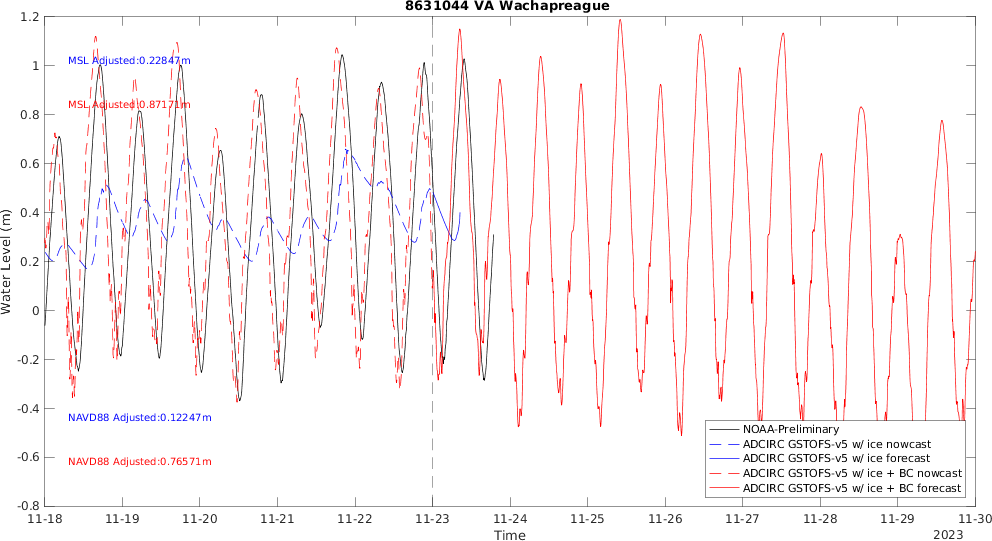 8631044 VA Wachapreague
1.2
1
0.8
0.6
0.4
0.2
0
-0.2
-0.4
-0.6
-0.8
Water Level (m)
MSL Adjusted:0.22847m
MSL Adjusted:0.87171m
NAVD88 Adjusted:0.12247m
NAVD88 Adjusted:0.76571m
NOAA-Preliminary
ADCIRC GSTOFS-v5 w/ ice nowcast
ADCIRC GSTOFS-v5 w/ ice forecast
ADCIRC GSTOFS-v5 w/ ice + BC nowcast
ADCIRC GSTOFS-v5 w/ ice + BC forecast
11-18 11-19 11-20 11-21 11-22 11-23 11-24 11-25 11-26 11-27 11-28 11-29 11-30
Time
2023